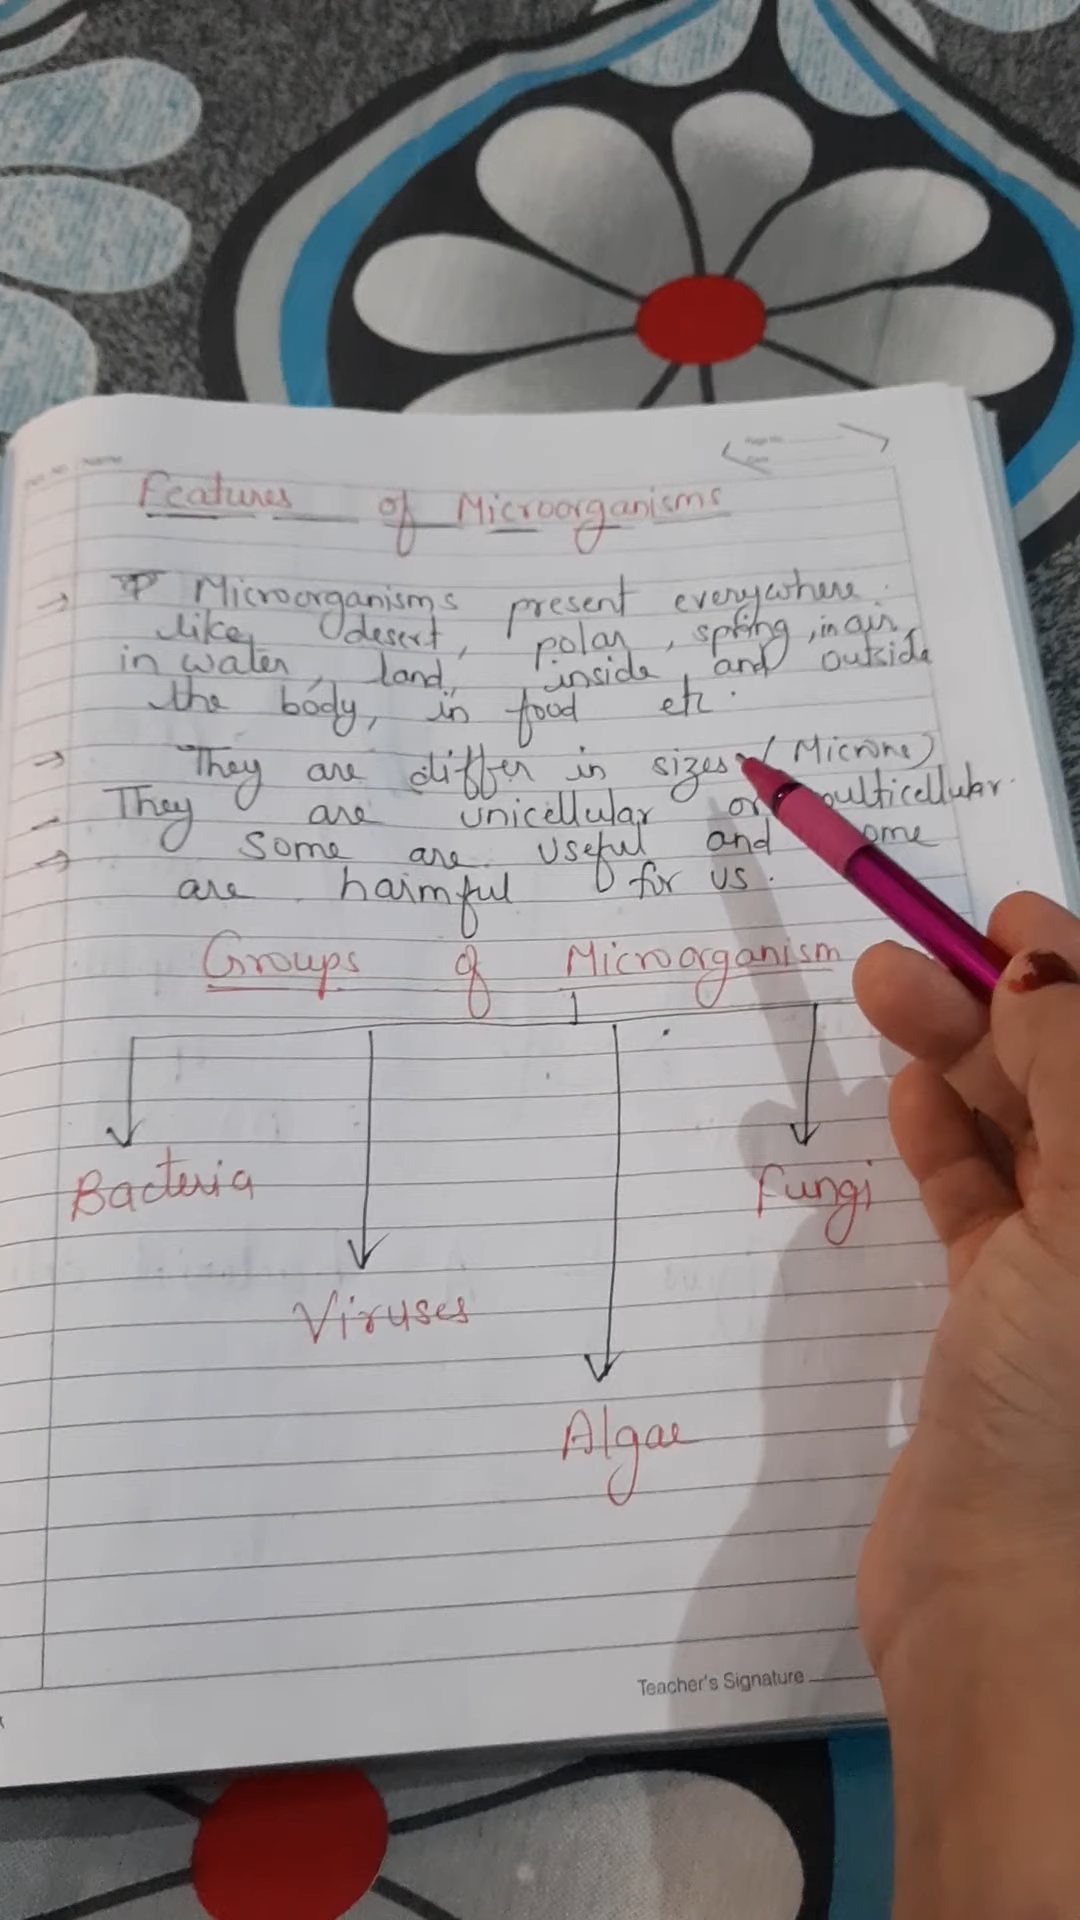 Features of Microorganisms
→ Microorganisms present everywhere.
like, desert, polar, spring, in air,
in water, land, inside and outside
the body, in food etc.
→ They are differ in sizes (Microne)
- They are unicellular or multicellular.
→ Some are useful and some
are harmful for us.
Groups of Microorganism
Bacteria
Fungi
Viruses
Algae
Teacher's Signature